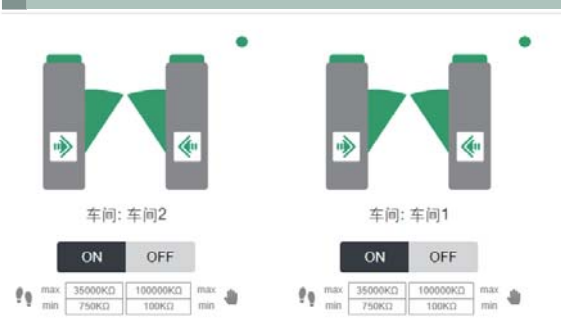 车间: 车间2
ON OFF
max 35000KΩ 100000KΩ max
min 750KΩ 100KΩ min
车间: 车间1
ON OFF
max 35000KΩ 100000KΩ max
min 750KΩ 100KΩ min